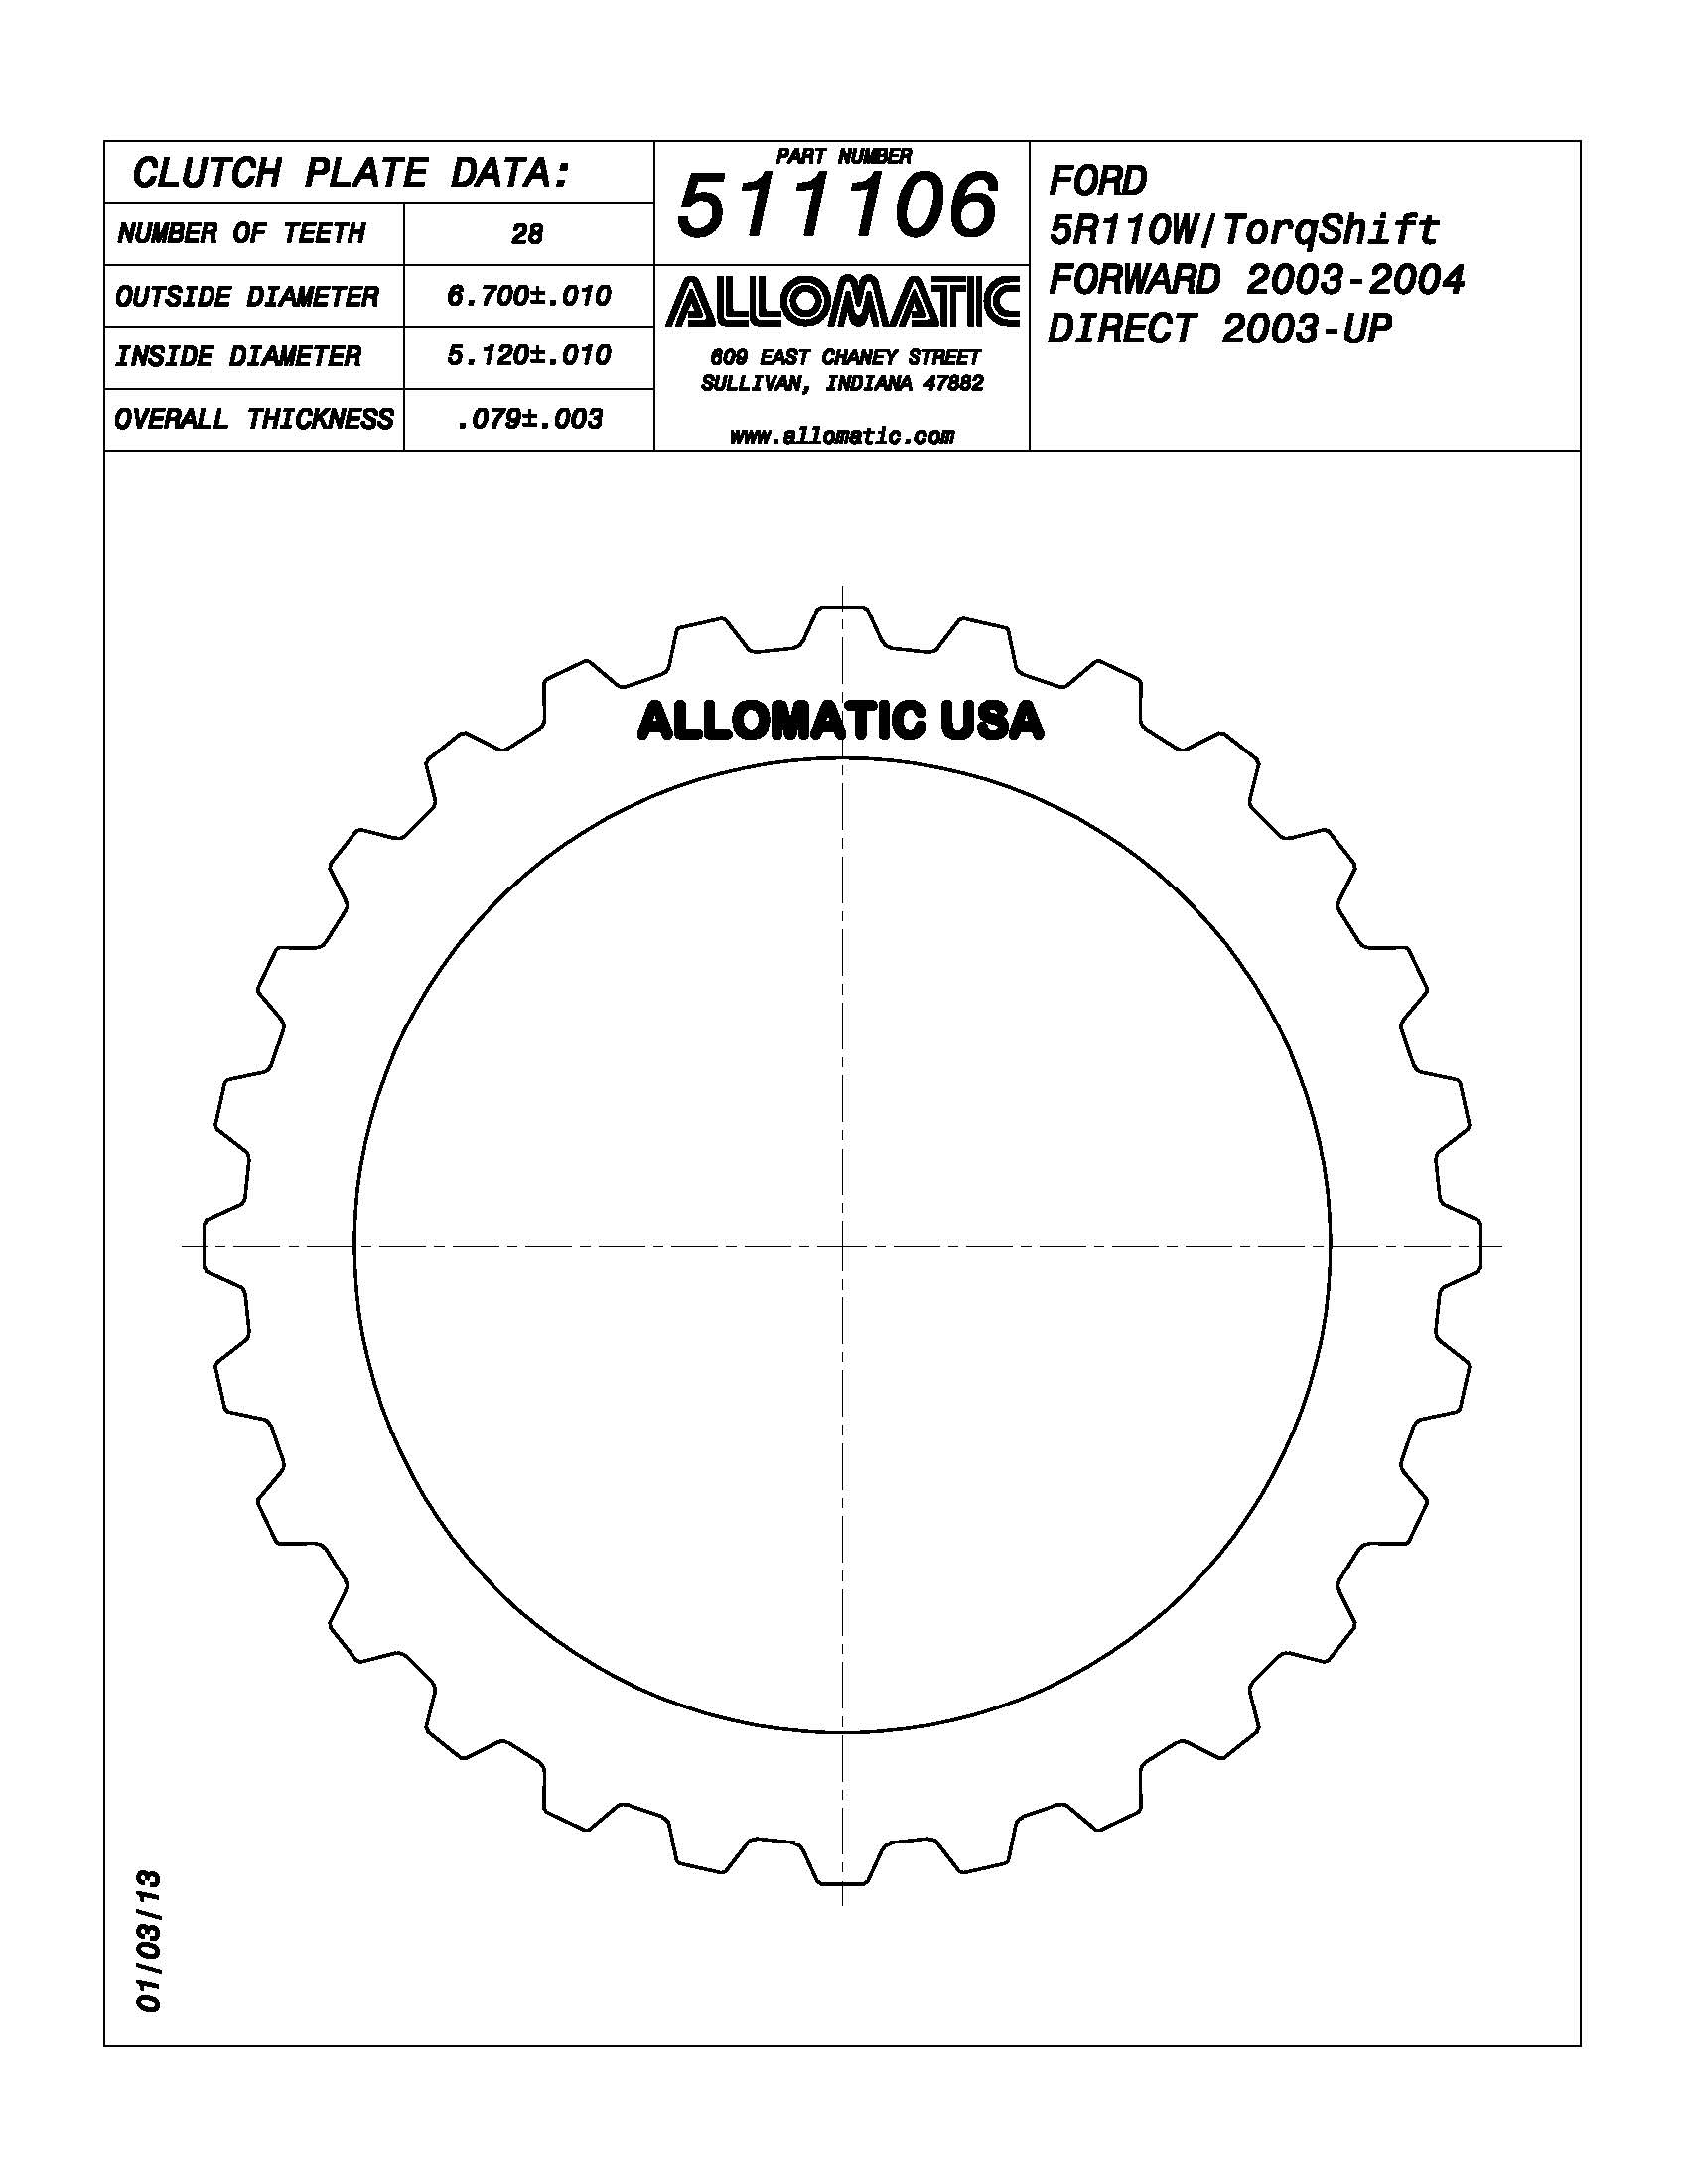 CLUTCH PLATE DATA:
NUMBER OF TEETH 28
OUTSIDE DIAMETER 6.700±.010
INSIDE DIAMETER 5.120±.010
OVERALL THICKNESS .079±.003
PART NUMBER
511106
ALLOMATIC
609 EAST CHANEY STREET
SULLIVAN, INDIANA 47882
www.allomatic.com
FORD
5R110W/TorqShift
FORWARD 2003-2004
DIRECT 2003-UP
ALLOMATIC USA
01/03/13